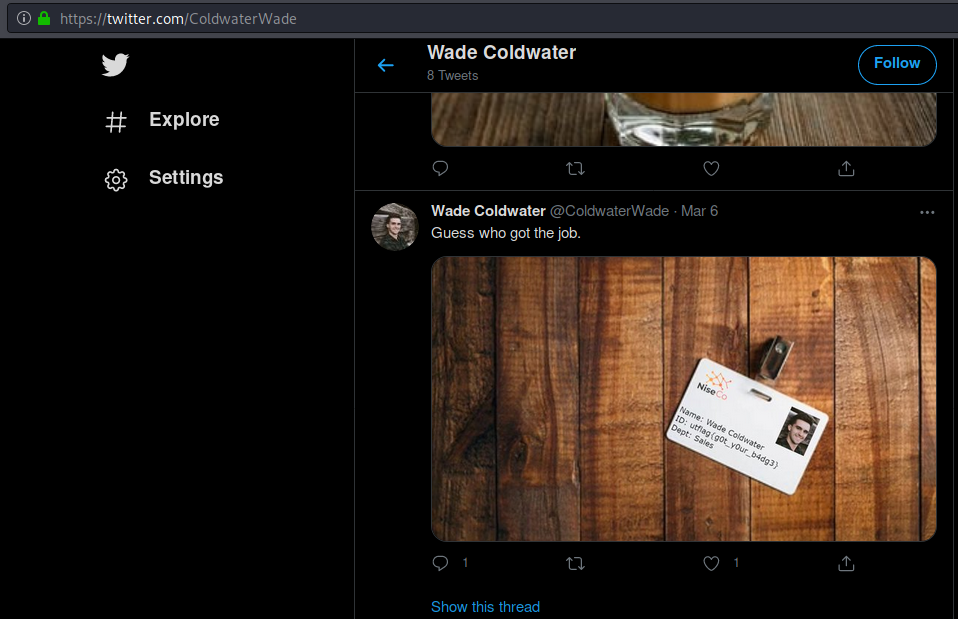 https://twitter.com/ColdwaterWade
Wade Coldwater
8 Tweets
Follow
Explore
Settings
Wade Coldwater @ColdwaterWade · Mar 6
Guess who got the job.
NiseCo
Name: Wade Coldwater
ID: utflag{g0t_y0ur_b4dg3}
Dept: Sales
1
1
Show this thread